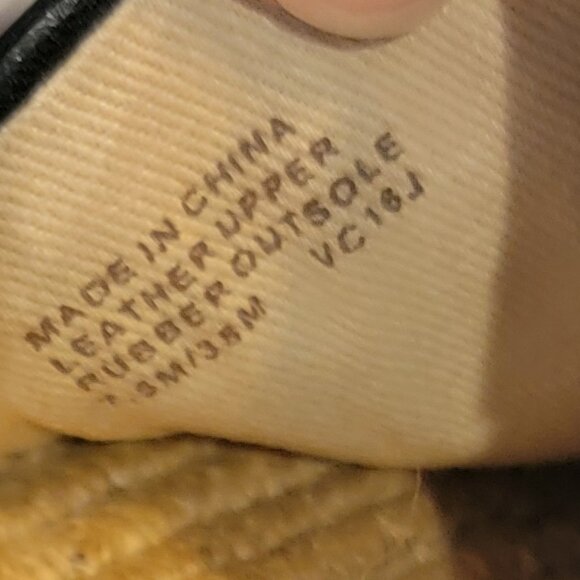 MADE IN CHINA
LEATHER UPPER
RUBBER OUTSOLE
VC16J